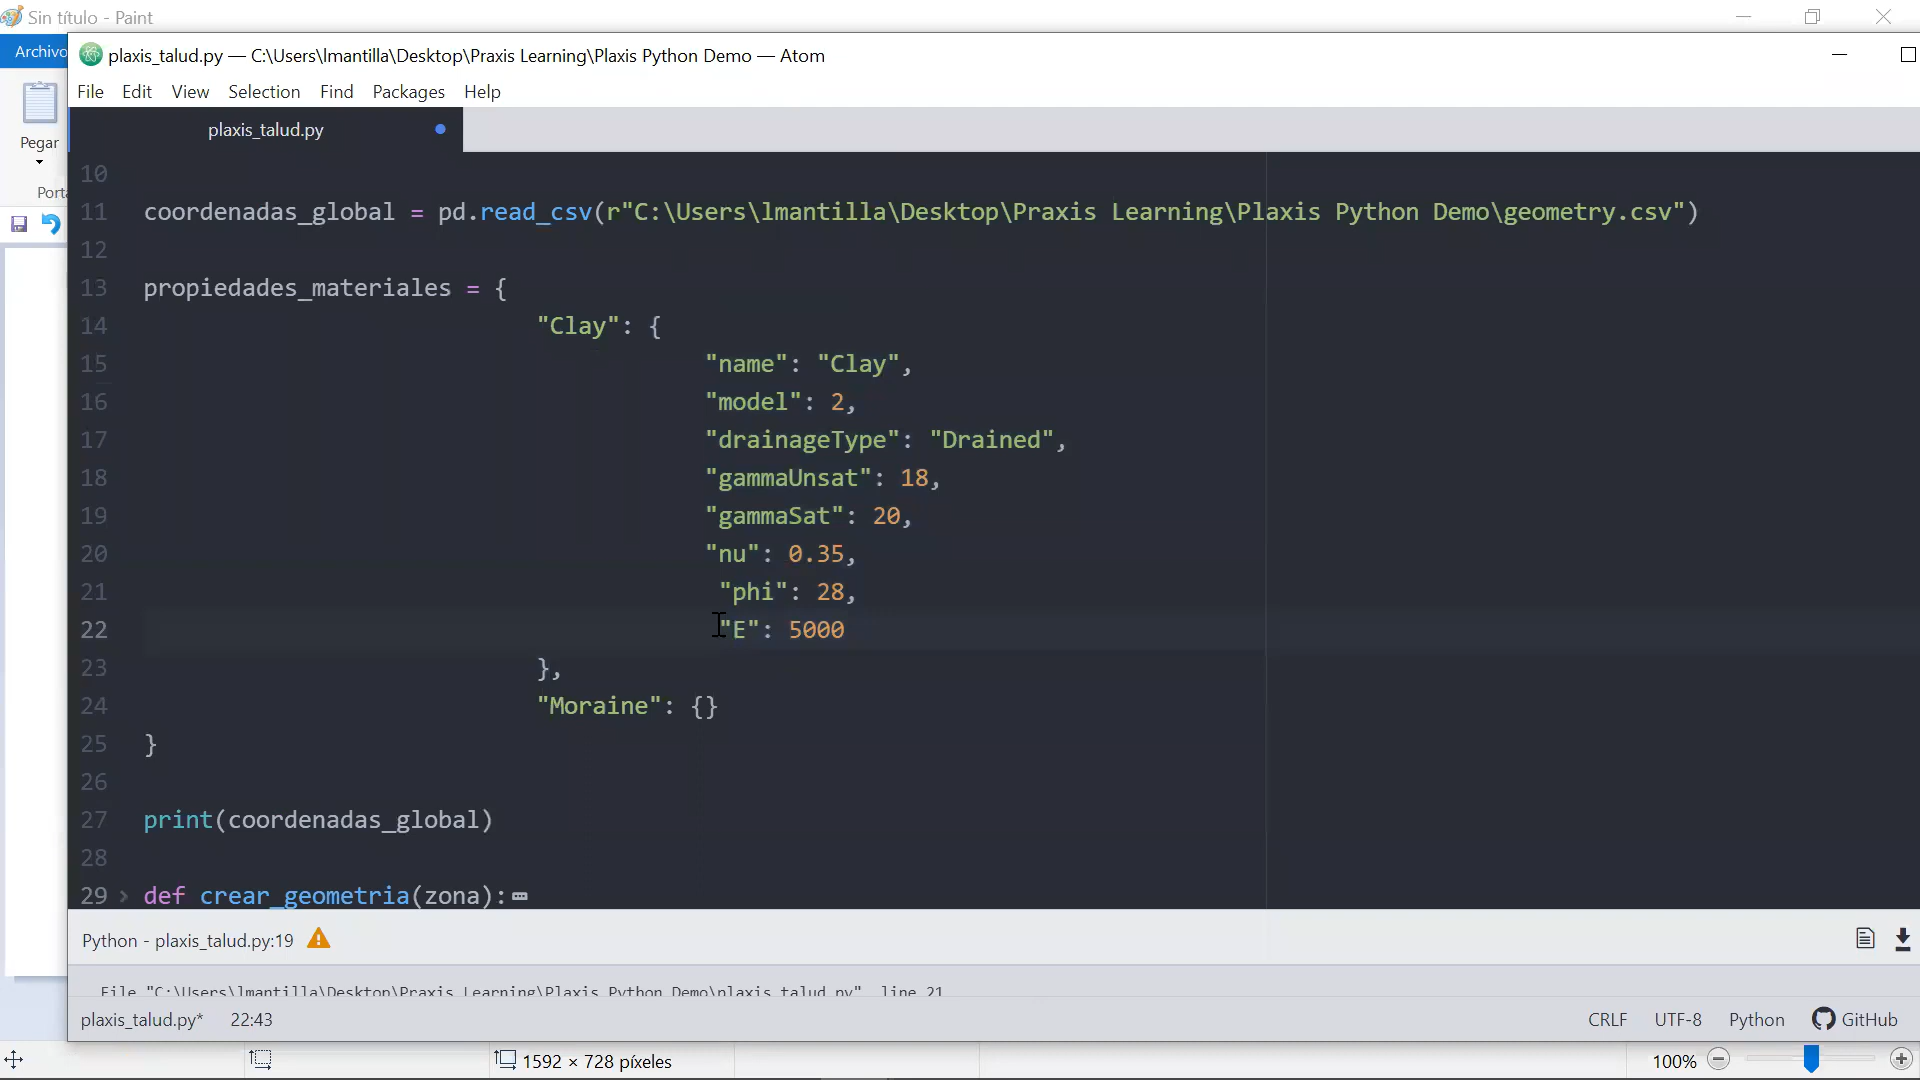 Sin título - Paint
Archivo
plaxis_talud.py — C:\Users\lmantilla\Desktop\Praxis Learning\Plaxis Python Demo — Atom
File Edit View Selection Find Packages Help
Pegar
plaxis_talud.py
10
11 coordenadas_global = pd.read_csv(r"C:\Users\lmantilla\Desktop\Praxis Learning\Plaxis Python Demo\geometry.csv")
12
13 propiedades_materiales = {
14 "Clay": {
15 "name": "Clay",
16 "model": 2,
17 "drainageType": "Drained",
18 "gammaUnsat": 18,
19 "gammaSat": 20,
20 "nu": 0.35,
21 "phi": 28,
22 "E": 5000
23 },
24 "Moraine": {}
25 }
26
27 print(coordenadas_global)
28
29 def crear_geometria(zona):
Porta
Python - plaxis_talud.py:19
File "C:\Users\lmantilla\Desktop\Praxis Learning\Plaxis Python Demo\plaxis_talud.py", line 21
plaxis_talud.py* 22:43 CRLF UTF-8 Python GitHub
1592 × 728 píxeles 100%